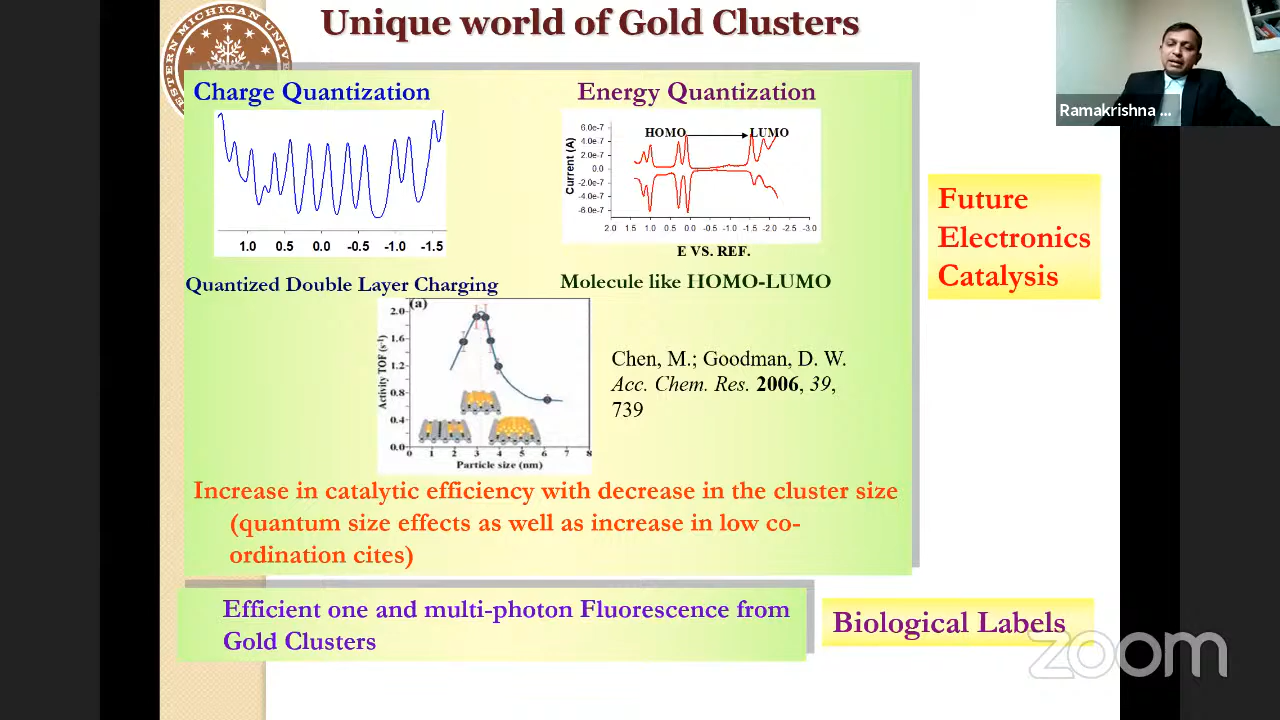 Unique world of Gold Clusters
ESTERN MICHIGAN UNIV
Charge Quantization
1.0 0.5 0.0 -0.5 -1.0 -1.5
Quantized Double Layer Charging
Energy Quantization
HOMO LUMO
Current (A)
6.0e-7
4.0e-7
2.0e-7
0.0
-2.0e-7
-4.0e-7
-6.0e-7
2.0 1.5 1.0 0.5 0.0 -0.5 -1.0 -1.5 -2.0 -2.5 -3.0
E VS. REF.
Molecule like HOMO-LUMO
(a)
Activity TOF (s-1)
2.0
1.6
1.2
0.8
0.4
0.0
0 1 2 3 4 5 6 7 8
Particle size (nm)
Chen, M.; Goodman, D. W.
Acc. Chem. Res. 2006, 39,
739
Increase in catalytic efficiency with decrease in the cluster size
(quantum size effects as well as increase in low co-
ordination cites)
Efficient one and multi-photon Fluorescence from
Gold Clusters
Future
Electronics
Catalysis
Biological Labels
Ramakrishna ...
zoom